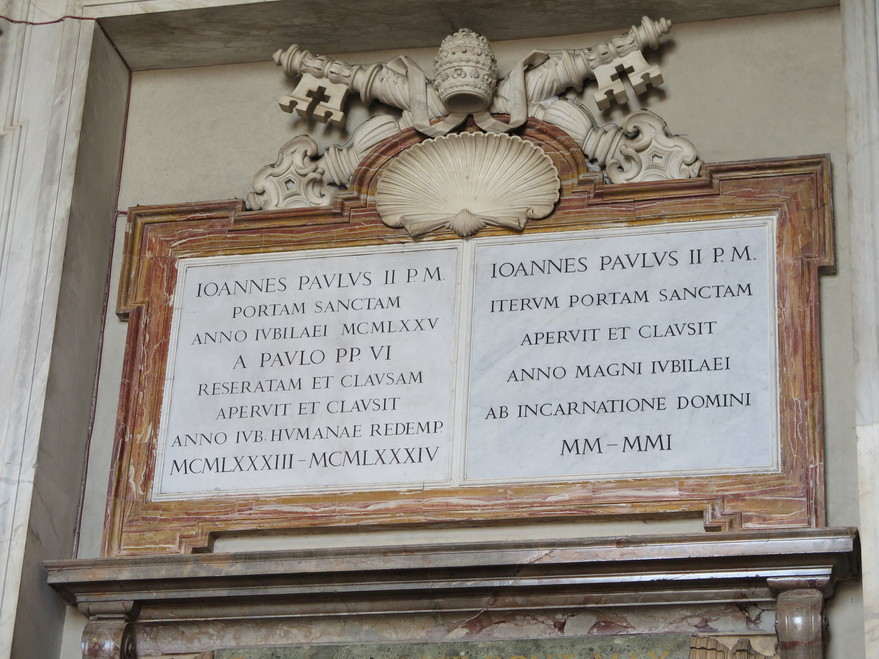 IOANNES PAVLVS II P.M.
PORTAM SANCTAM
ANNO IVBILAEI MCMLXXV
A PAVLO PP. VI
RESERATAM ET CLAVSAM
APERVIT ET CLAVSIT
ANNO IVB. HVMANAE REDEMP.
MCMLXXXIII – MCMLXXXIV
IOANNES PAVLVS II P.M.
ITERVM PORTAM SANCTAM
APERVIT ET CLAVSIT
ANNO MAGNI IVBILAEI
AB INCARNATIONE DOMINI
MM – MMI